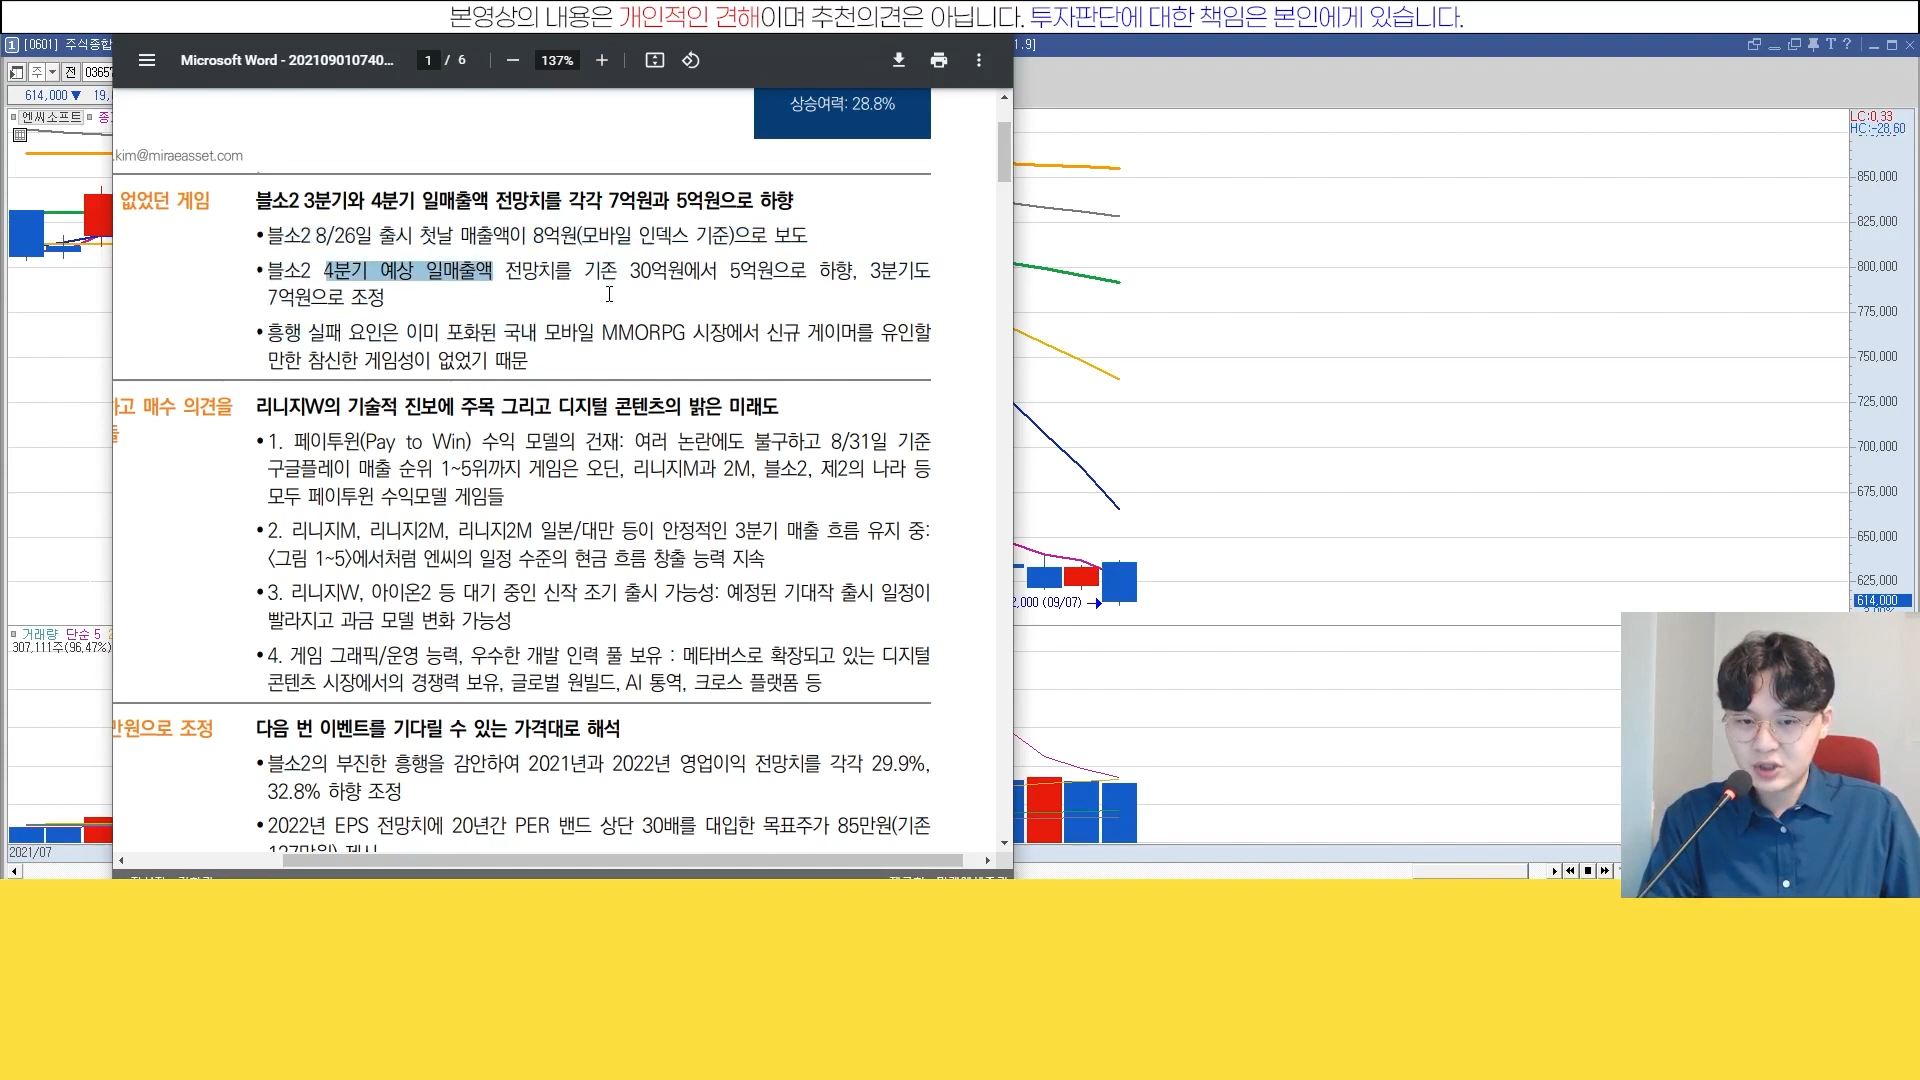 본영상의 내용은 개인적인 견해이며 추천의견은 아닙니다. 투자판단에 대한 책임은 본인에게 있습니다.
1 [0601] 주식종합
1.9]
Microsoft Word - 202109010740... 1 / 6 137%
주 전 0365
614,000 ▼ 19,
엔씨소프트
상승여력: 28.8%
.kim@miraeasset.com
없었던 게임
블소2 3분기와 4분기 일매출액 전망치를 각각 7억원과 5억원으로 하향
•블소2 8/26일 출시 첫날 매출액이 8억원(모바일 인덱스 기준)으로 보도
•블소2 4분기 예상 일매출액 전망치를 기존 30억원에서 5억원으로 하향, 3분기도
7억원으로 조정
•흥행 실패 요인은 이미 포화된 국내 모바일 MMORPG 시장에서 신규 게이머를 유인할
만한 참신한 게임성이 없었기 때문
고 매수 의견을
리니지W의 기술적 진보에 주목 그리고 디지털 콘텐츠의 밝은 미래도
•1. 페이투윈(Pay to Win) 수익 모델의 건재: 여러 논란에도 불구하고 8/31일 기준
구글플레이 매출 순위 1~5위까지 게임은 오딘, 리니지M과 2M, 블소2, 제2의 나라 등
모두 페이투윈 수익모델 게임들
•2. 리니지M, 리니지2M, 리니지2M 일본/대만 등이 안정적인 3분기 매출 흐름 유지 중:
<그림 1~5>에서처럼 엔씨의 일정 수준의 현금 흐름 창출 능력 지속
•3. 리니지W, 아이온2 등 대기 중인 신작 조기 출시 가능성: 예정된 기대작 출시 일정이
빨라지고 과금 모델 변화 가능성
•4. 게임 그래픽/운영 능력, 우수한 개발 인력 풀 보유 : 메타버스로 확장되고 있는 디지털
콘텐츠 시장에서의 경쟁력 보유, 글로벌 원빌드, AI 통역, 크로스 플랫폼 등
만원으로 조정
다음 번 이벤트를 기다릴 수 있는 가격대로 해석
•블소2의 부진한 흥행을 감안하여 2021년과 2022년 영업이익 전망치를 각각 29.9%,
32.8% 하향 조정
•2022년 EPS 전망치에 20년간 PER 밴드 상단 30배를 대입한 목표주가 85만원(기존
거래량 단순 5
307,111주(96,47%)
2021/07
LC:0,33
HC:-28,60
850,000
825,000
800,000
775,000
750,000
725,000
700,000
675,000
650,000
625,000
614,000
2,000 (09/07)